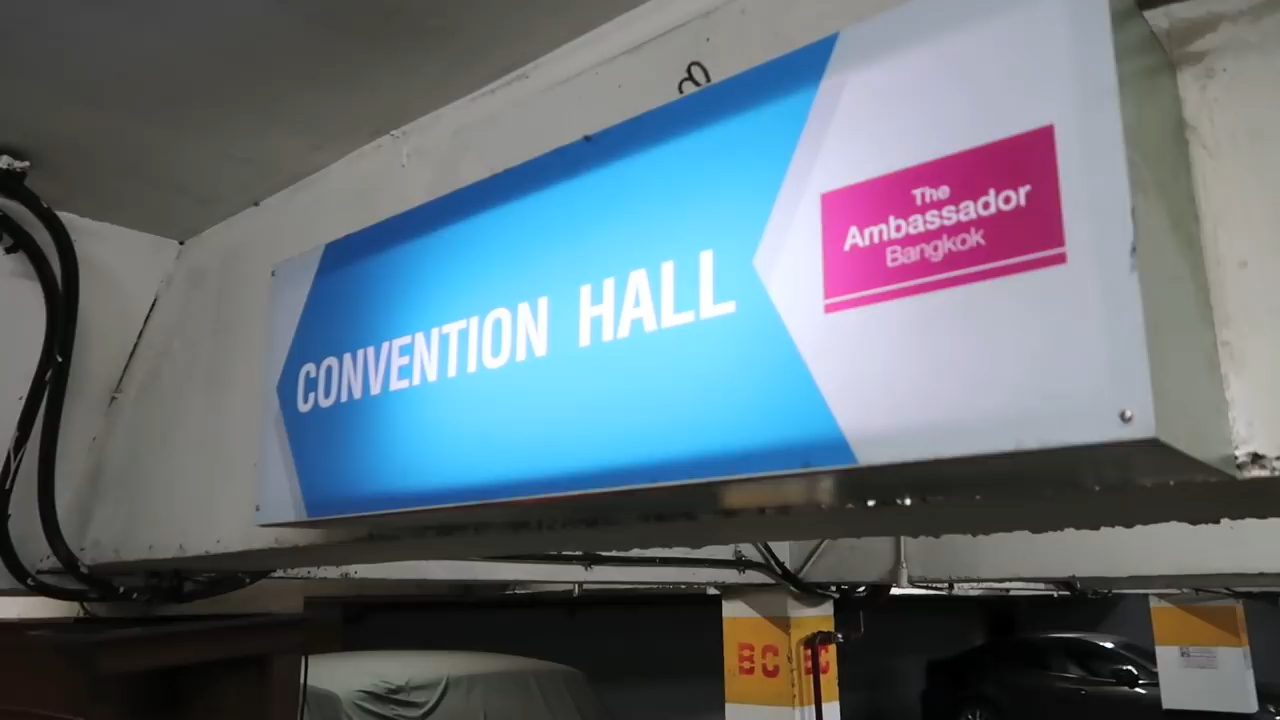 CONVENTION HALL
The
Ambassador
Bangkok
BC
BC